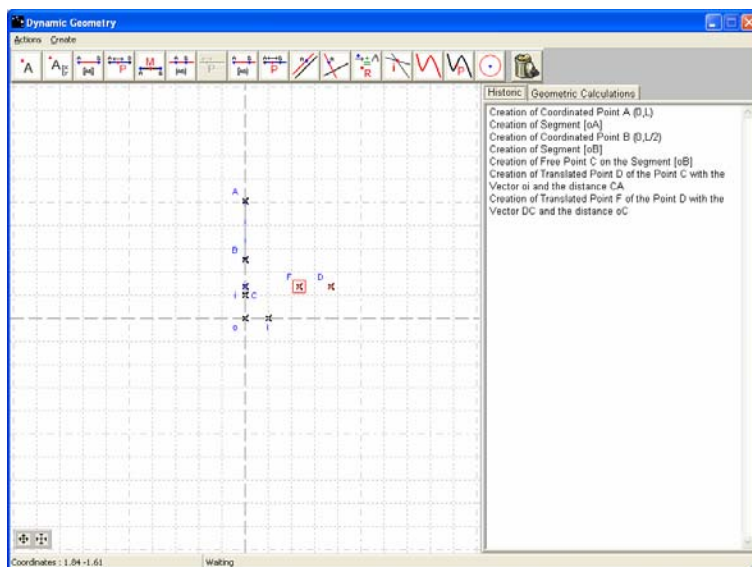 Dynamic Geometry
Actions Create
Historic Geometric Calculations
Creation of Coordinated Point A (0,L)
Creation of Segment [oA]
Creation of Coordinated Point B (0,L/2)
Creation of Segment [oB]
Creation of Free Point C on the Segment [oB]
Creation of Translated Point D of the Point C with the
Vector oi and the distance CA
Creation of Translated Point F of the Point D with the
Vector DC and the distance oC
A
B
F D
i C
o i
Coordinates : 1.84 -1.61 Waiting